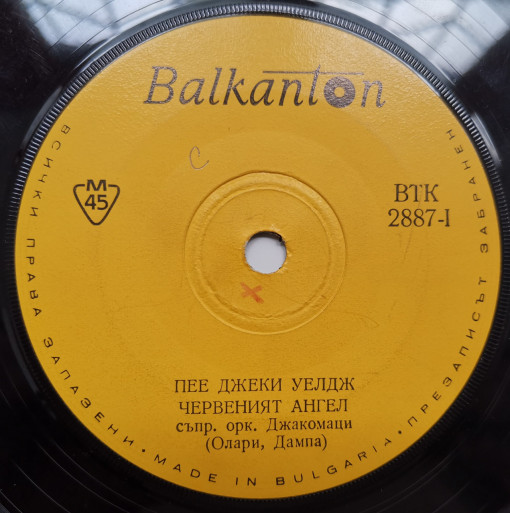 Balkanton
С
М
45
ВТК
2887-I
х
ПЕЕ ДЖЕКИ УЕЛДЖ
ЧЕРВЕНИЯТ АНГЕЛ
съпр. орк. Джакомаци
(Олари, Дампа)
ВСИЧКИ ПРАВА ЗАПАЗЕНИ • MADE IN BULGARIA • ПРЕЗАПИСЪТ ЗАБРАНЕН